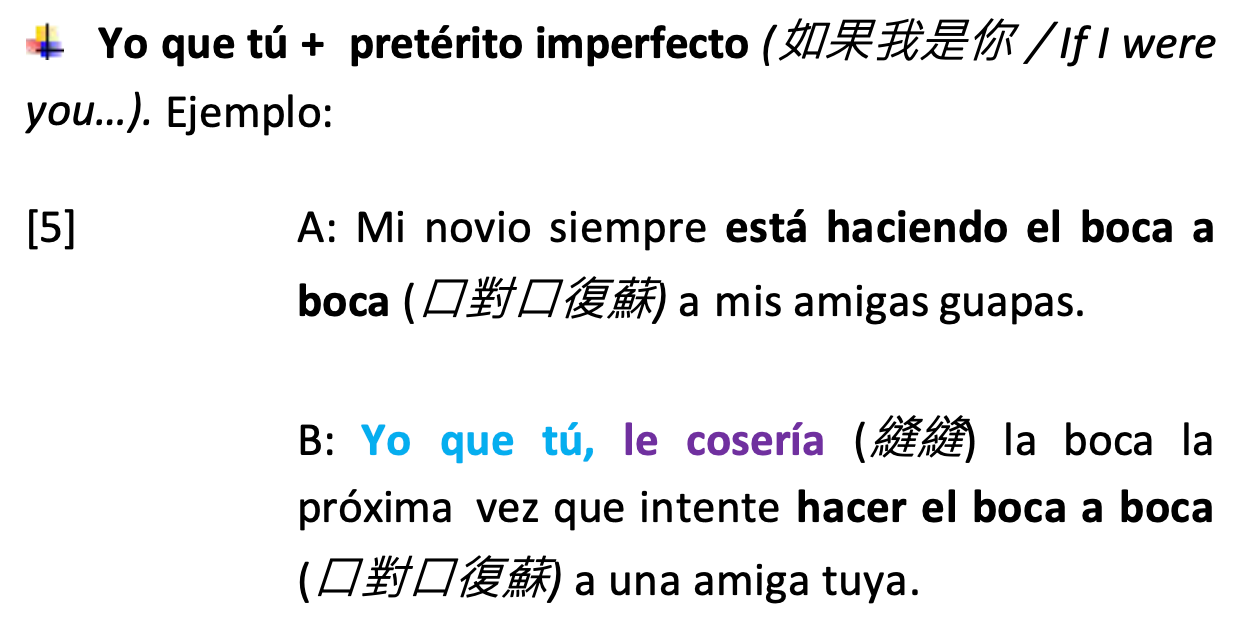 Yo que tú + pretérito imperfecto (如果我是你 / If I were
you...). Ejemplo:
[5] A: Mi novio siempre está haciendo el boca a
boca (口對口復蘇) a mis amigas guapas.
B: Yo que tú, le cosería (縫縫) la boca la
próxima vez que intente hacer el boca a boca
(口對口復蘇) a una amiga tuya.